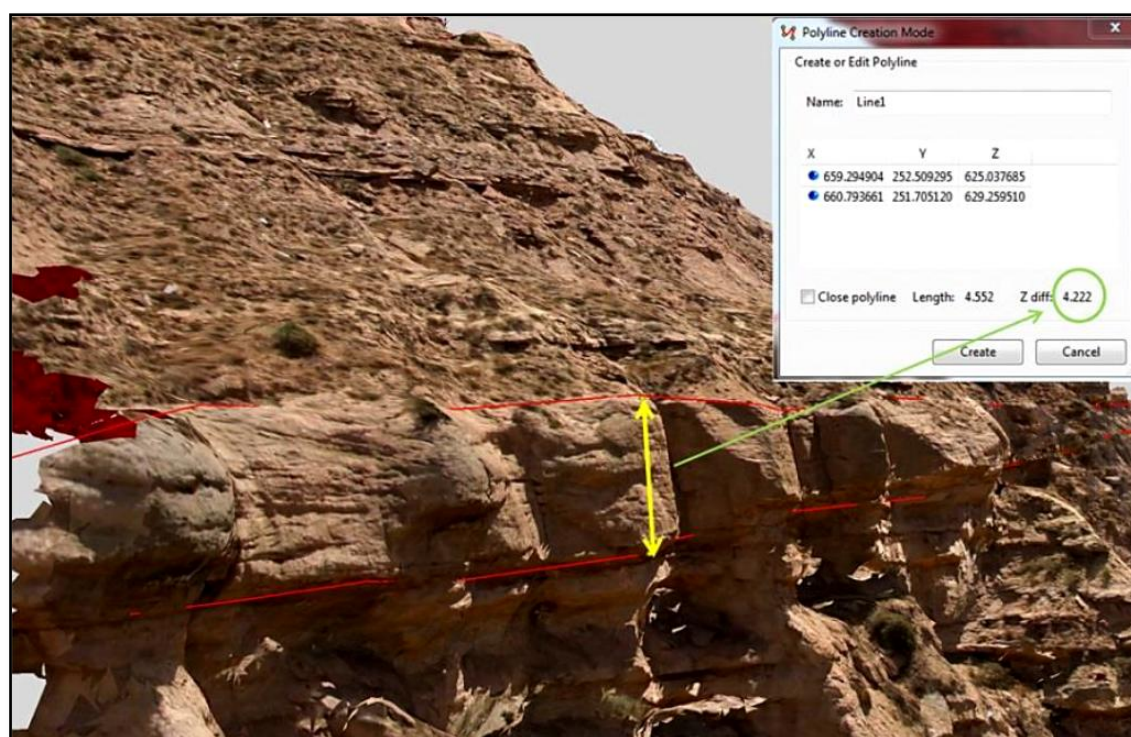 Polyline Creation Mode
Create or Edit Polyline
Name: Line1
X Y Z
659.294904 252.509295 625.037685
660.793661 251.705120 629.259510
Close polyline Length: 4.552 Z diff: 4.222
Create Cancel